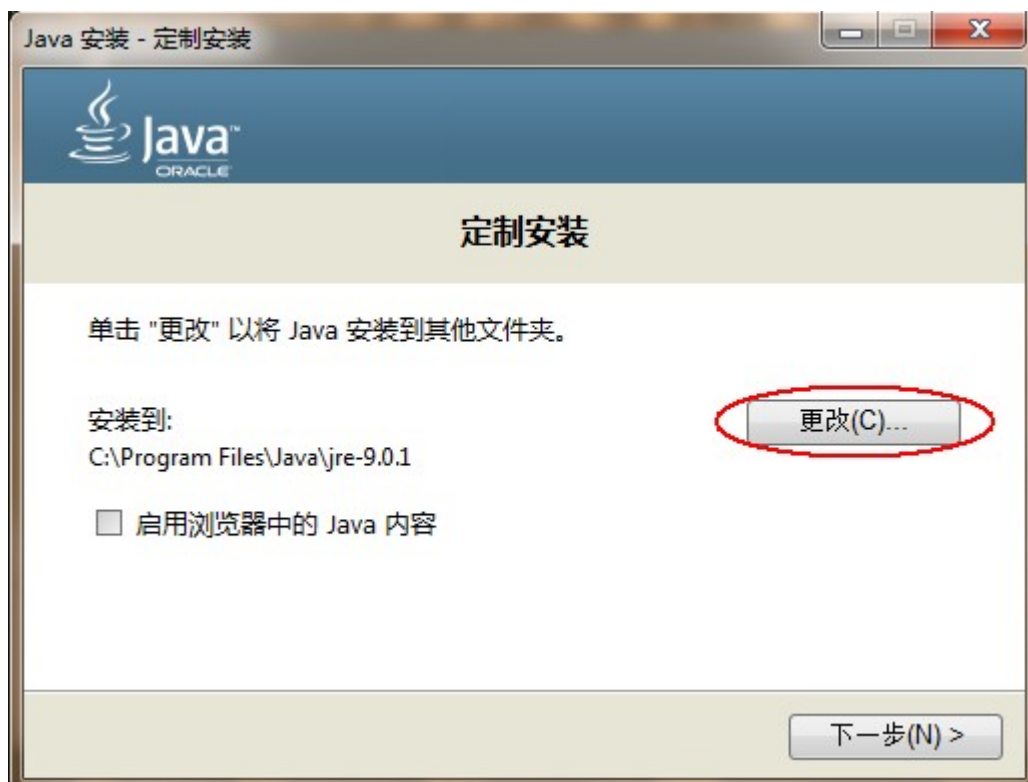 Java 安装 - 定制安装
Java™
ORACLE
定制安装
单击 "更改" 以将 Java 安装到其他文件夹。
安装到:
更改(C)...
C:\Program Files\Java\jre-9.0.1
启用浏览器中的 Java 内容
下一步(N) >